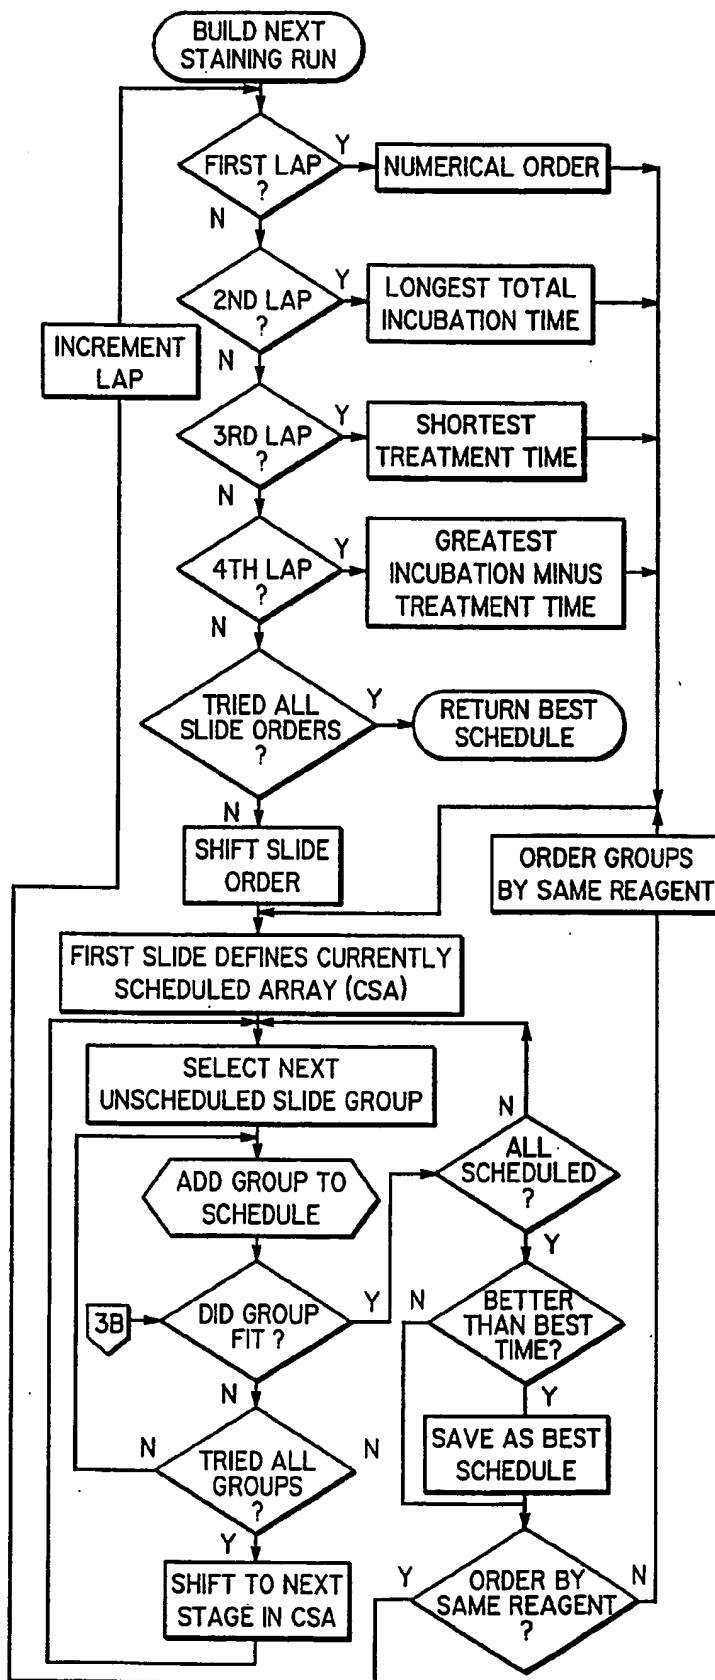 BUILD NEXT
STAINING RUN
FIRST LAP
?
Y
N
NUMERICAL ORDER
2ND LAP
?
Y
N
LONGEST TOTAL
INCUBATION TIME
INCREMENT
LAP
3RD LAP
?
Y
N
SHORTEST
TREATMENT TIME
4TH LAP
?
Y
N
GREATEST
INCUBATION MINUS
TREATMENT TIME
TRIED ALL
SLIDE ORDERS
?
Y
N
RETURN BEST
SCHEDULE
SHIFT SLIDE
ORDER
ORDER GROUPS
BY SAME REAGENT
FIRST SLIDE DEFINES CURRENTLY
SCHEDULED ARRAY (CSA)
SELECT NEXT
UNSCHEDULED SLIDE GROUP
N
ALL
SCHEDULED
?
Y
ADD GROUP TO
SCHEDULE
3B
DID GROUP
FIT ?
Y
N
N
BETTER
THAN BEST
TIME?
Y
N
TRIED ALL
GROUPS
?
N
Y
SAVE AS BEST
SCHEDULE
SHIFT TO NEXT
STAGE IN CSA
Y
ORDER BY
SAME REAGENT
?
N